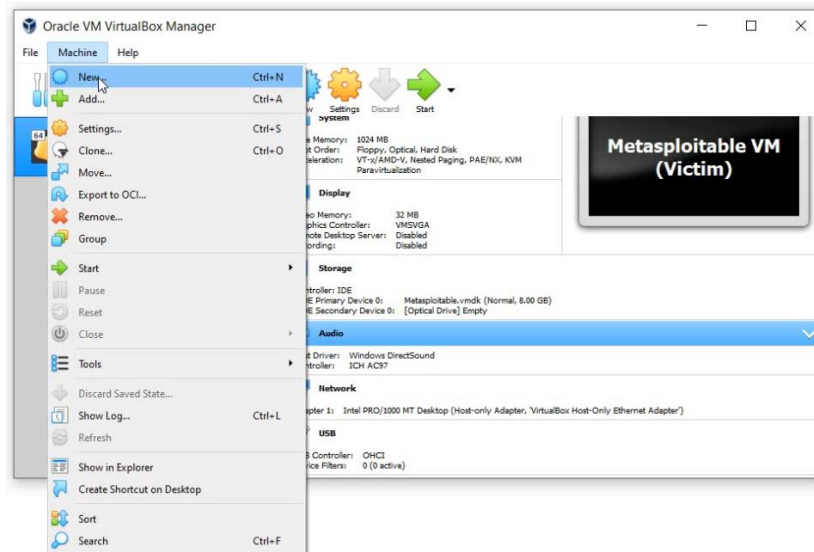 Oracle VM VirtualBox Manager
File Machine Help
New... Ctrl+N
Add... Ctrl+A
Settings... Ctrl+S
Clone... Ctrl+O
Move...
Export to OCI...
Remove...
Group
Start
Pause
Reset
Close
Tools
Discard Saved State...
Show Log... Ctrl+L
Refresh
Show in Explorer
Create Shortcut on Desktop
Sort
Search Ctrl+F
64
Settings Discard Start
System
Memory: 1024 MB
Order: Floppy, Optical, Hard Disk
VT-x/AMD-V, Nested Paging, PAE/NX, KVM
Paravirtualization
Display
Memory: 32 MB
Controller: VMSVGA
Desktop Server: Disabled
Disabled
Storage
IDE
Primary Device 0: Metasploitable.vmdk (Normal, 8.00 GB)
Secondary Device 0: [Optical Drive] Empty
Audio
Driver: Windows DirectSound
ICH AC97
Network
1: Intel PRO/1000 MT Desktop (Host-only Adapter, 'VirtualBox Host-Only Ethernet Adapter')
USB
Controller: OHCI
Filters: 0 (0 active)
Metasploitable VM
(Victim)